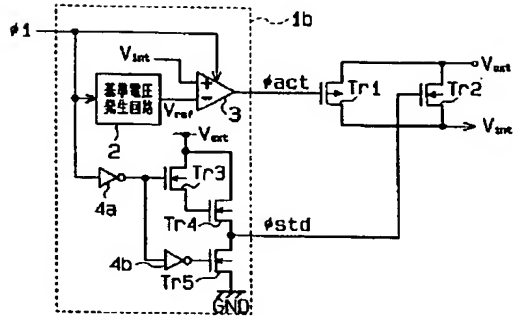 1b
φ1
Vint
Vext
基準電圧
発生回路
+
−
φact
Tr1
Tr2
Vref
2
3
Vint
Vext
Tr3
4a
Tr4
φstd
4b
Tr5
GND